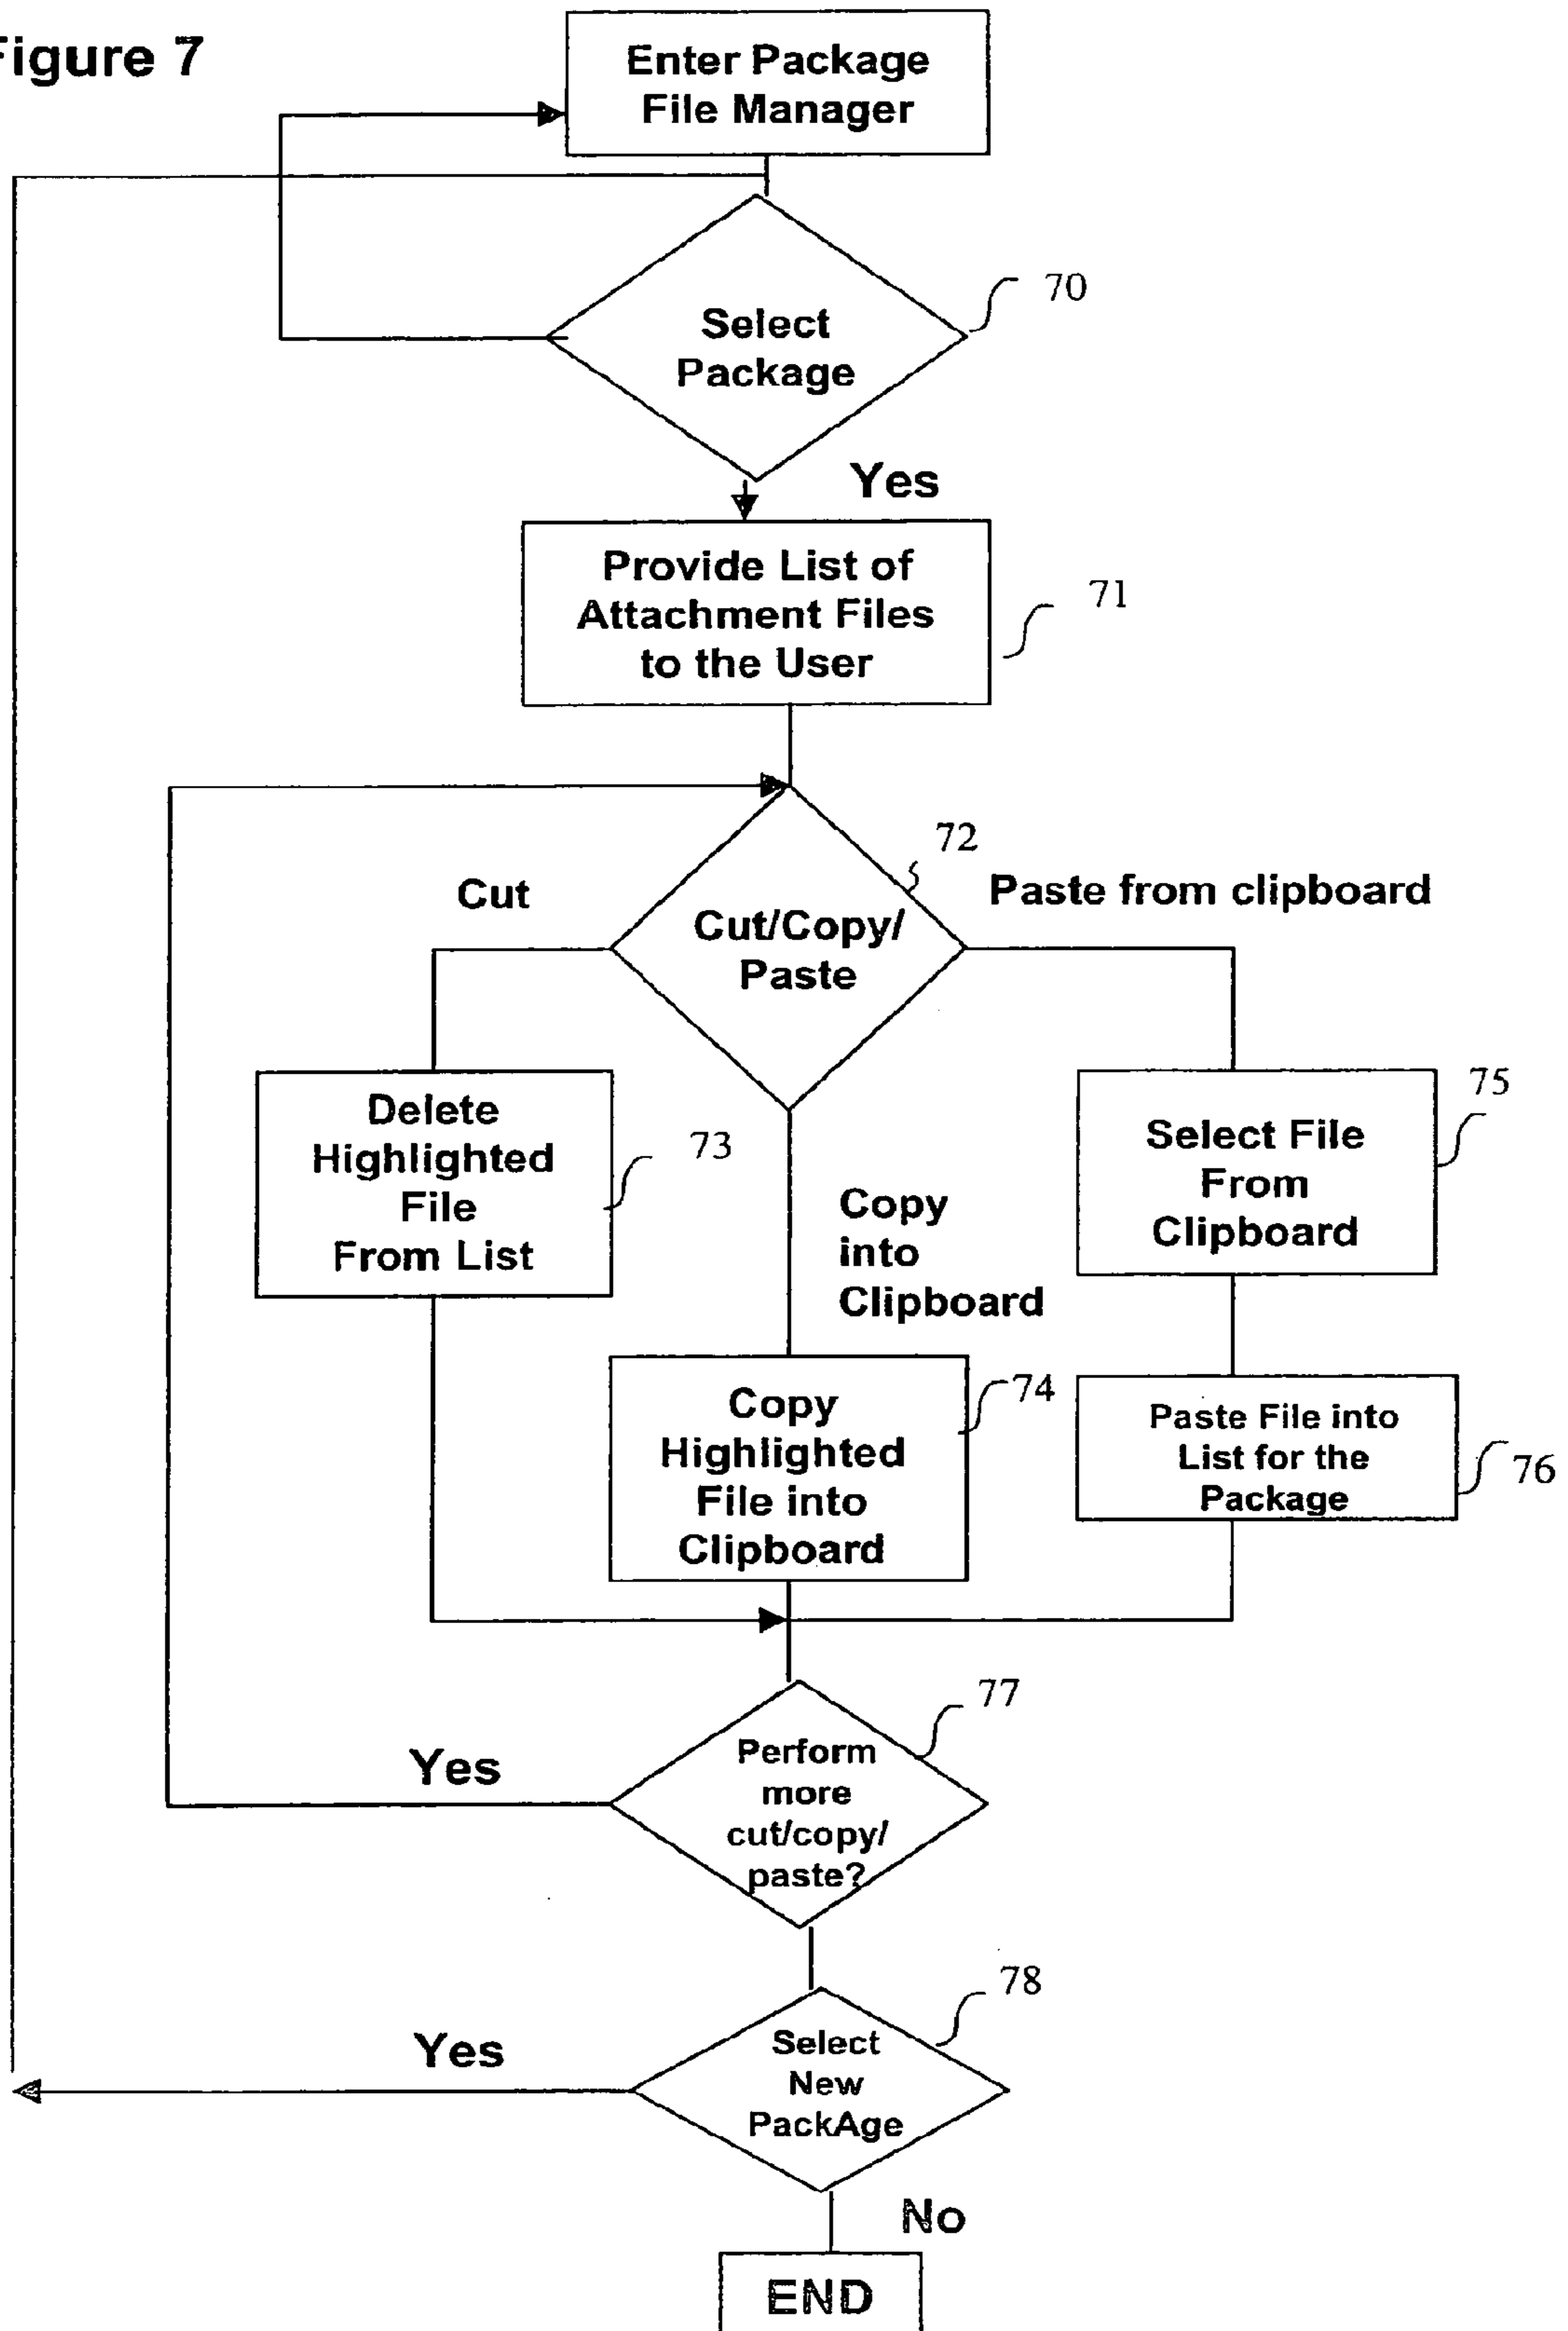 Figure 7
Enter Package
File Manager
70
Select
Package
Yes
Provide List of
Attachment Files
to the User
71
72
Cut
Paste from clipboard
Cut/Copy/
Paste
Delete
Highlighted
File
From List
73
Copy
into
Clipboard
75
Select File
From
Clipboard
Copy
Highlighted
File into
Clipboard
74
Paste File into
List for the
Package
76
77
Perform
more
cut/copy/
paste?
Yes
78
Select
New
PackAge
Yes
No
END